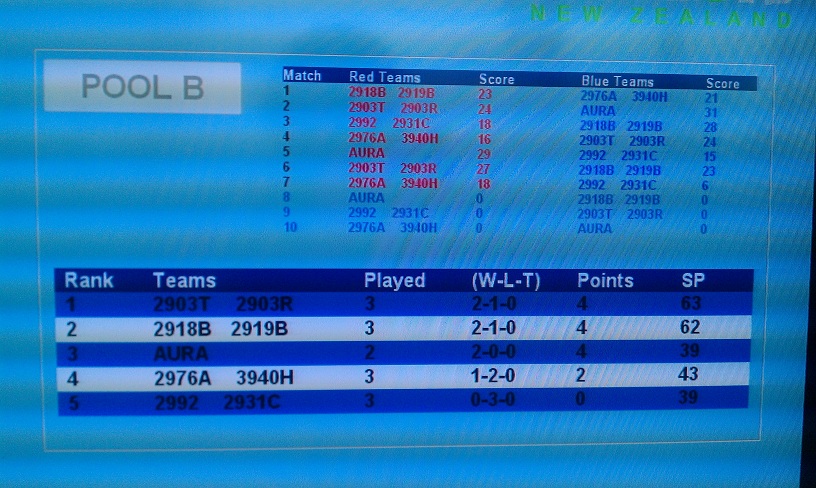 NEW ZEALAND
POOL B
Match Red Teams Score Blue Teams Score
1 2918B 2919B 23 2976A 3940H 21
2 2903T 2903R 24 AURA 31
3 2992 2931C 18 2918B 2919B 28
4 2976A 3940H 16 2903T 2903R 24
5 AURA 29 2992 2931C 15
6 2903T 2903R 27 2918B 2919B 23
7 2976A 3940H 18 2992 2931C 6
8 AURA 0 2918B 2919B 0
9 2992 2931C 0 2903T 2903R 0
10 2976A 3940H 0 AURA 0
Rank Teams Played (W-L-T) Points SP
1 2903T 2903R 3 2-1-0 4 63
2 2918B 2919B 3 2-1-0 4 62
3 AURA 2 2-0-0 4 39
4 2976A 3940H 3 1-2-0 2 43
5 2992 2931C 3 0-3-0 0 39